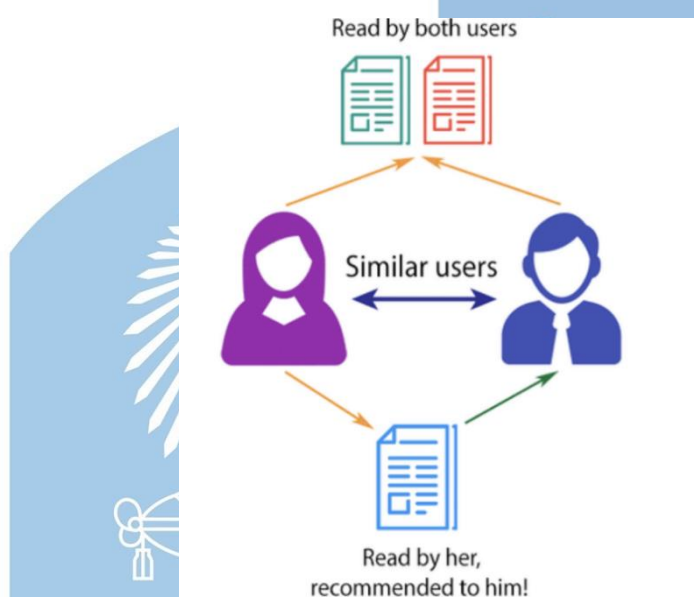 Read by both users
Similar users
Read by her,
recommended to him!